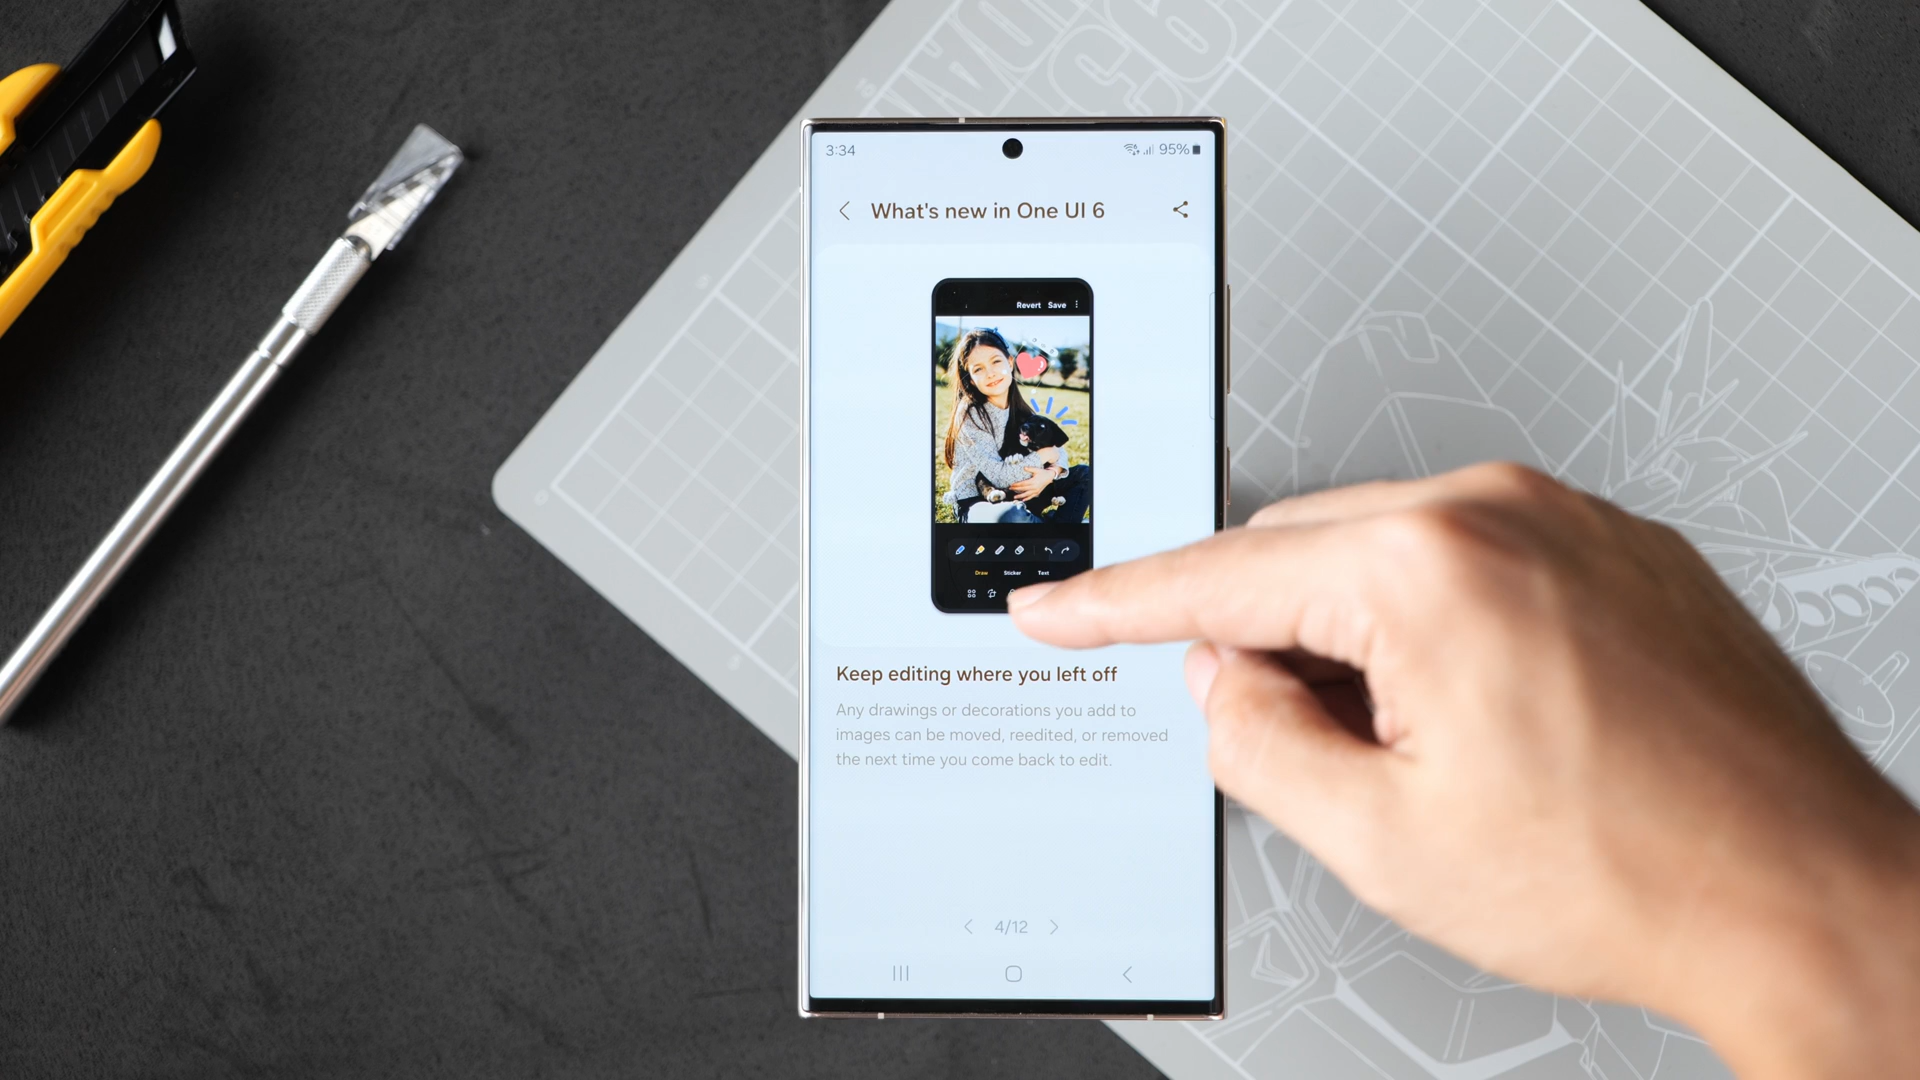 3:34
95%
What's new in One UI 6
Revert Save
Draw Sticker Text
Keep editing where you left off
Any drawings or decorations you add to
images can be moved, reedited, or removed
the next time you come back to edit.
4/12